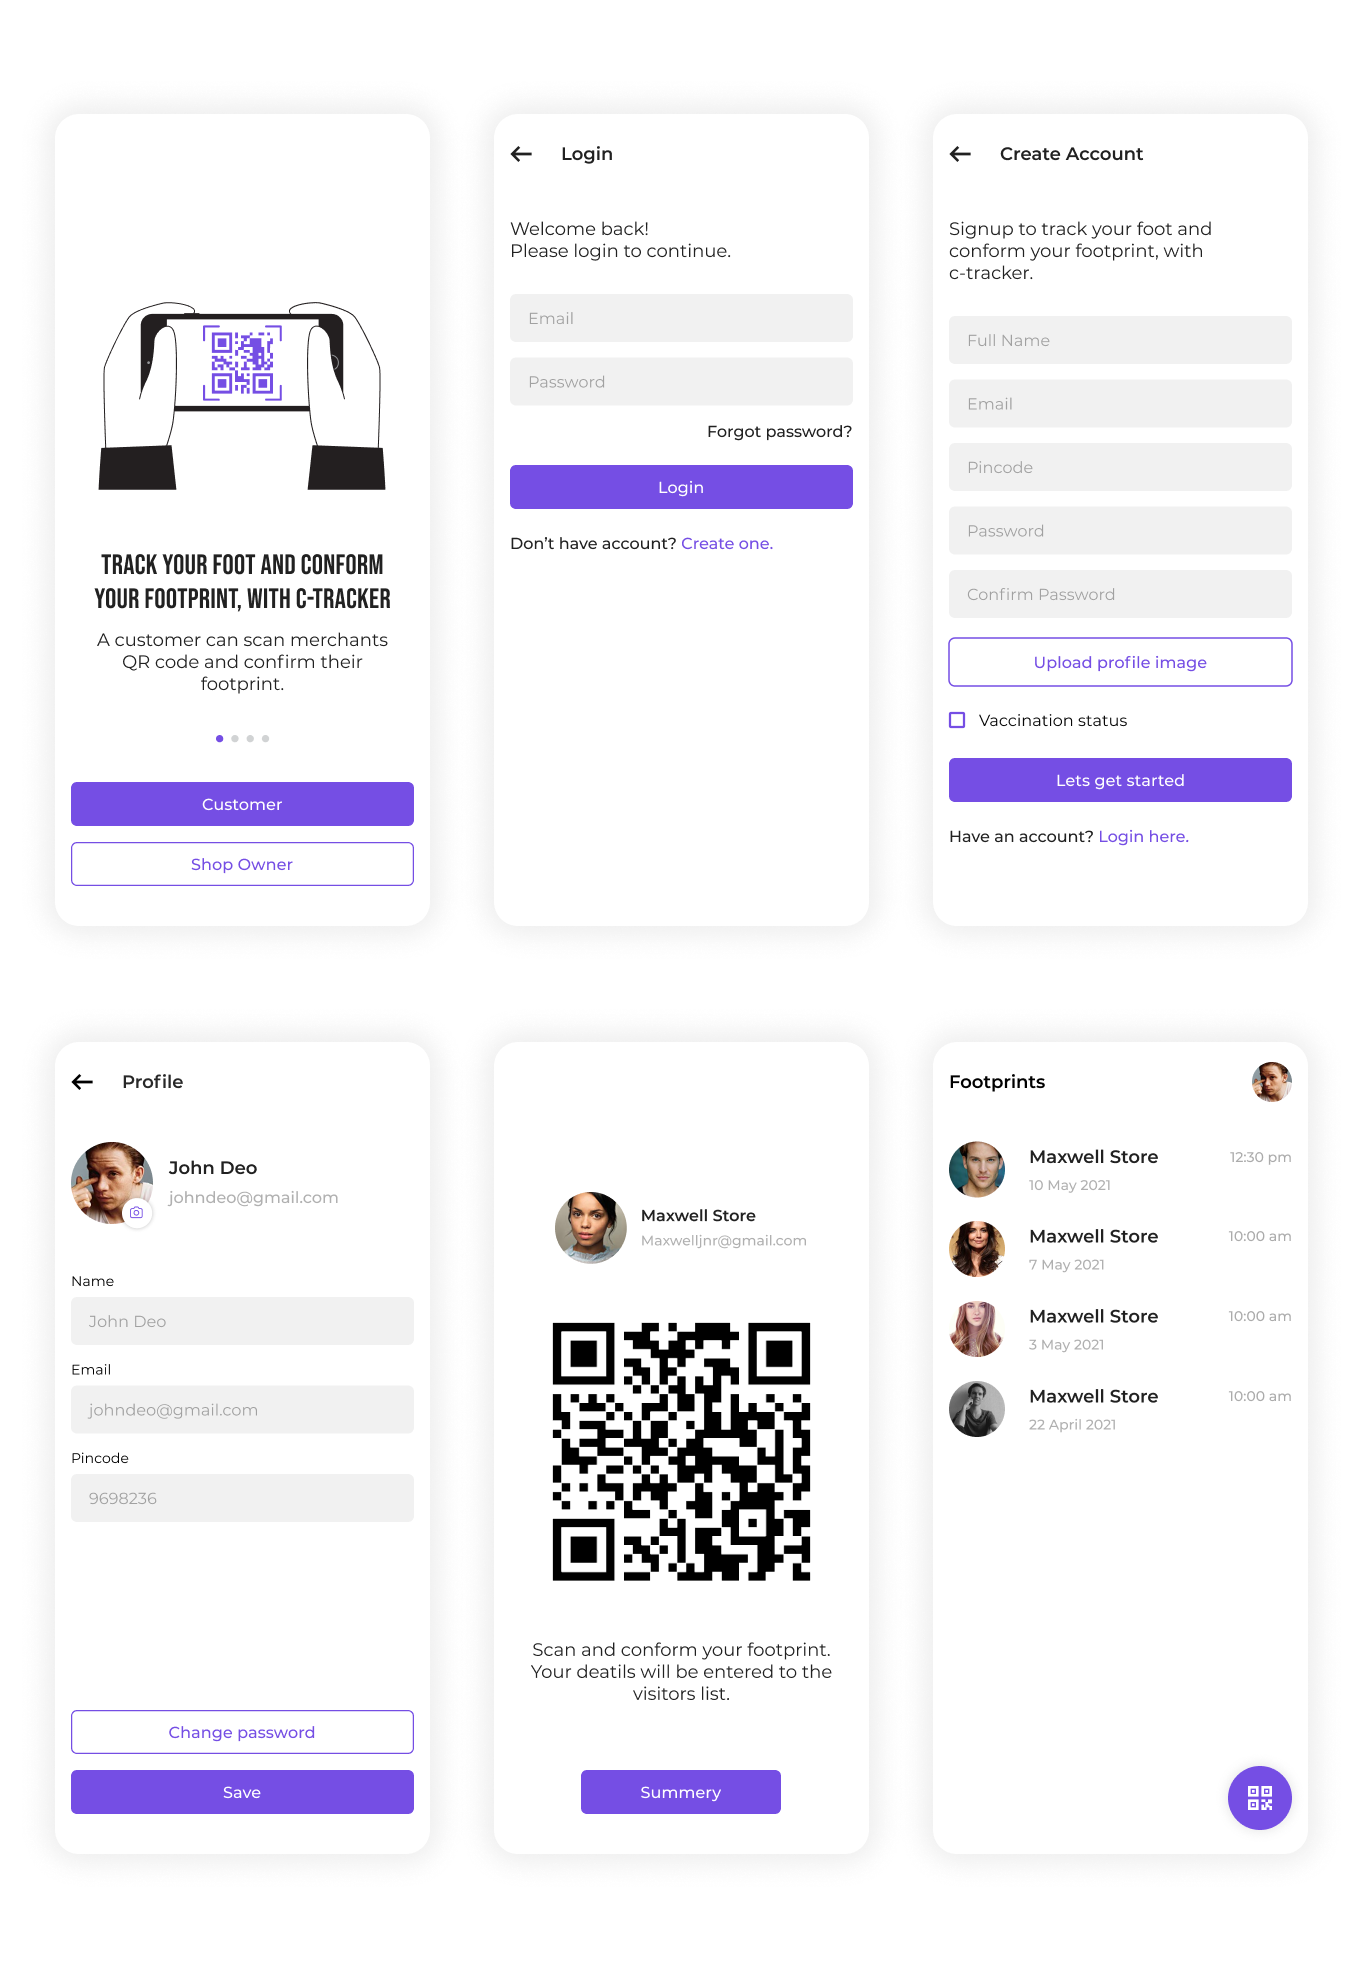 TRACK YOUR FOOT AND CONFORM
YOUR FOOTPRINT, WITH C-TRACKER
A customer can scan merchants
QR code and confirm their
footprint.
Customer
Shop Owner
Login
Welcome back!
Please login to continue.
Email
Password
Forgot password?
Login
Don't have account? Create one.
Create Account
Signup to track your foot and
conform your footprint, with
c-tracker.
Full Name
Email
Pincode
Password
Confirm Password
Upload profile image
Vaccination status
Lets get started
Have an account? Login here.
Profile
John Deo
johndeo@gmail.com
Name
John Deo
Email
johndeo@gmail.com
Pincode
9698236
Change password
Save
Maxwell Store
Maxwelljnr@gmail.com
Scan and conform your footprint.
Your deatils will be entered to the
visitors list.
Summery
Footprints
Maxwell Store
12:30 pm
10 May 2021
Maxwell Store
10:00 am
7 May 2021
Maxwell Store
10:00 am
3 May 2021
Maxwell Store
10:00 am
22 April 2021